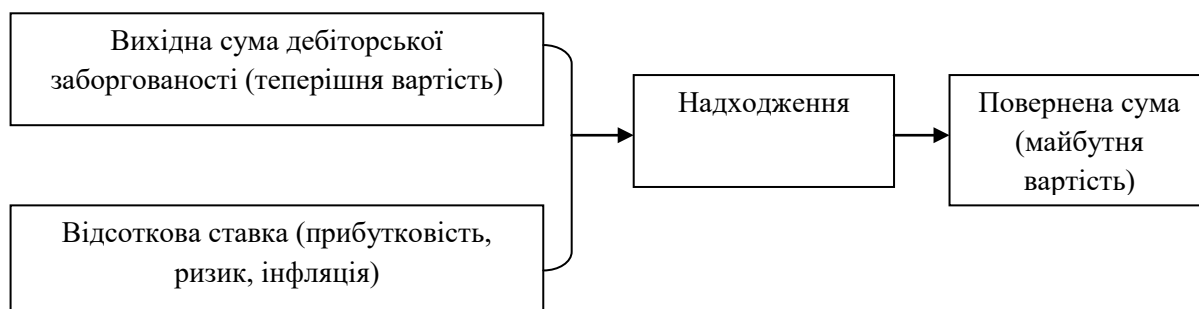 Вихідна сума дебіторської
заборгованості (теперішня вартість)
Відсоткова ставка (прибутковість,
ризик, інфляція)
Надходження
Повернена сума
(майбутня
вартість)